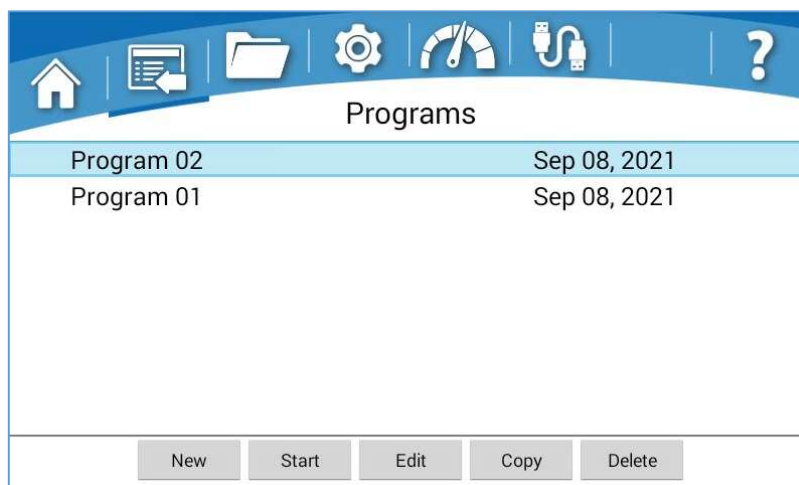 ?
Programs
Program 02 Sep 08, 2021
Program 01 Sep 08, 2021
New Start Edit Copy Delete